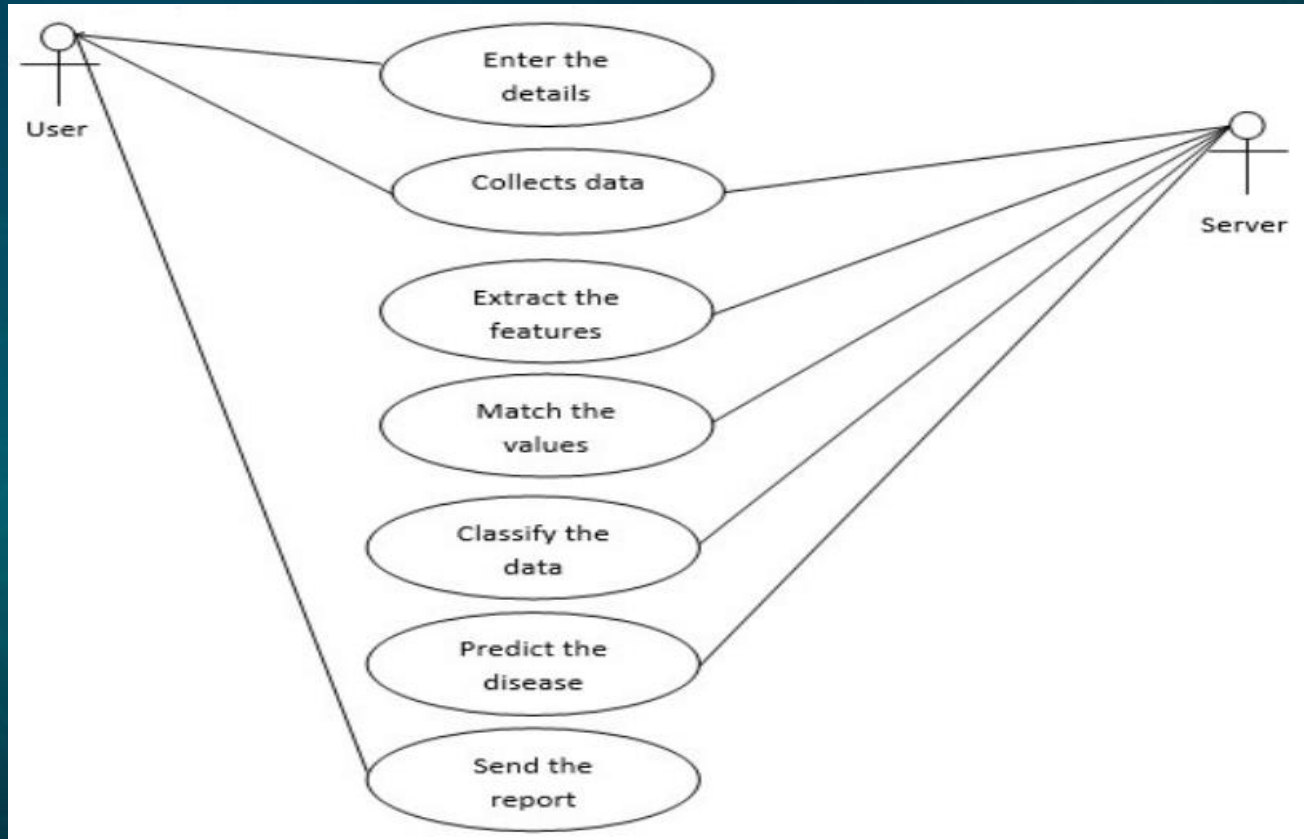 Enter the
details
User
Collects data
Server
Extract the
features
Match the
values
Classify the
data
Predict the
disease
Send the
report